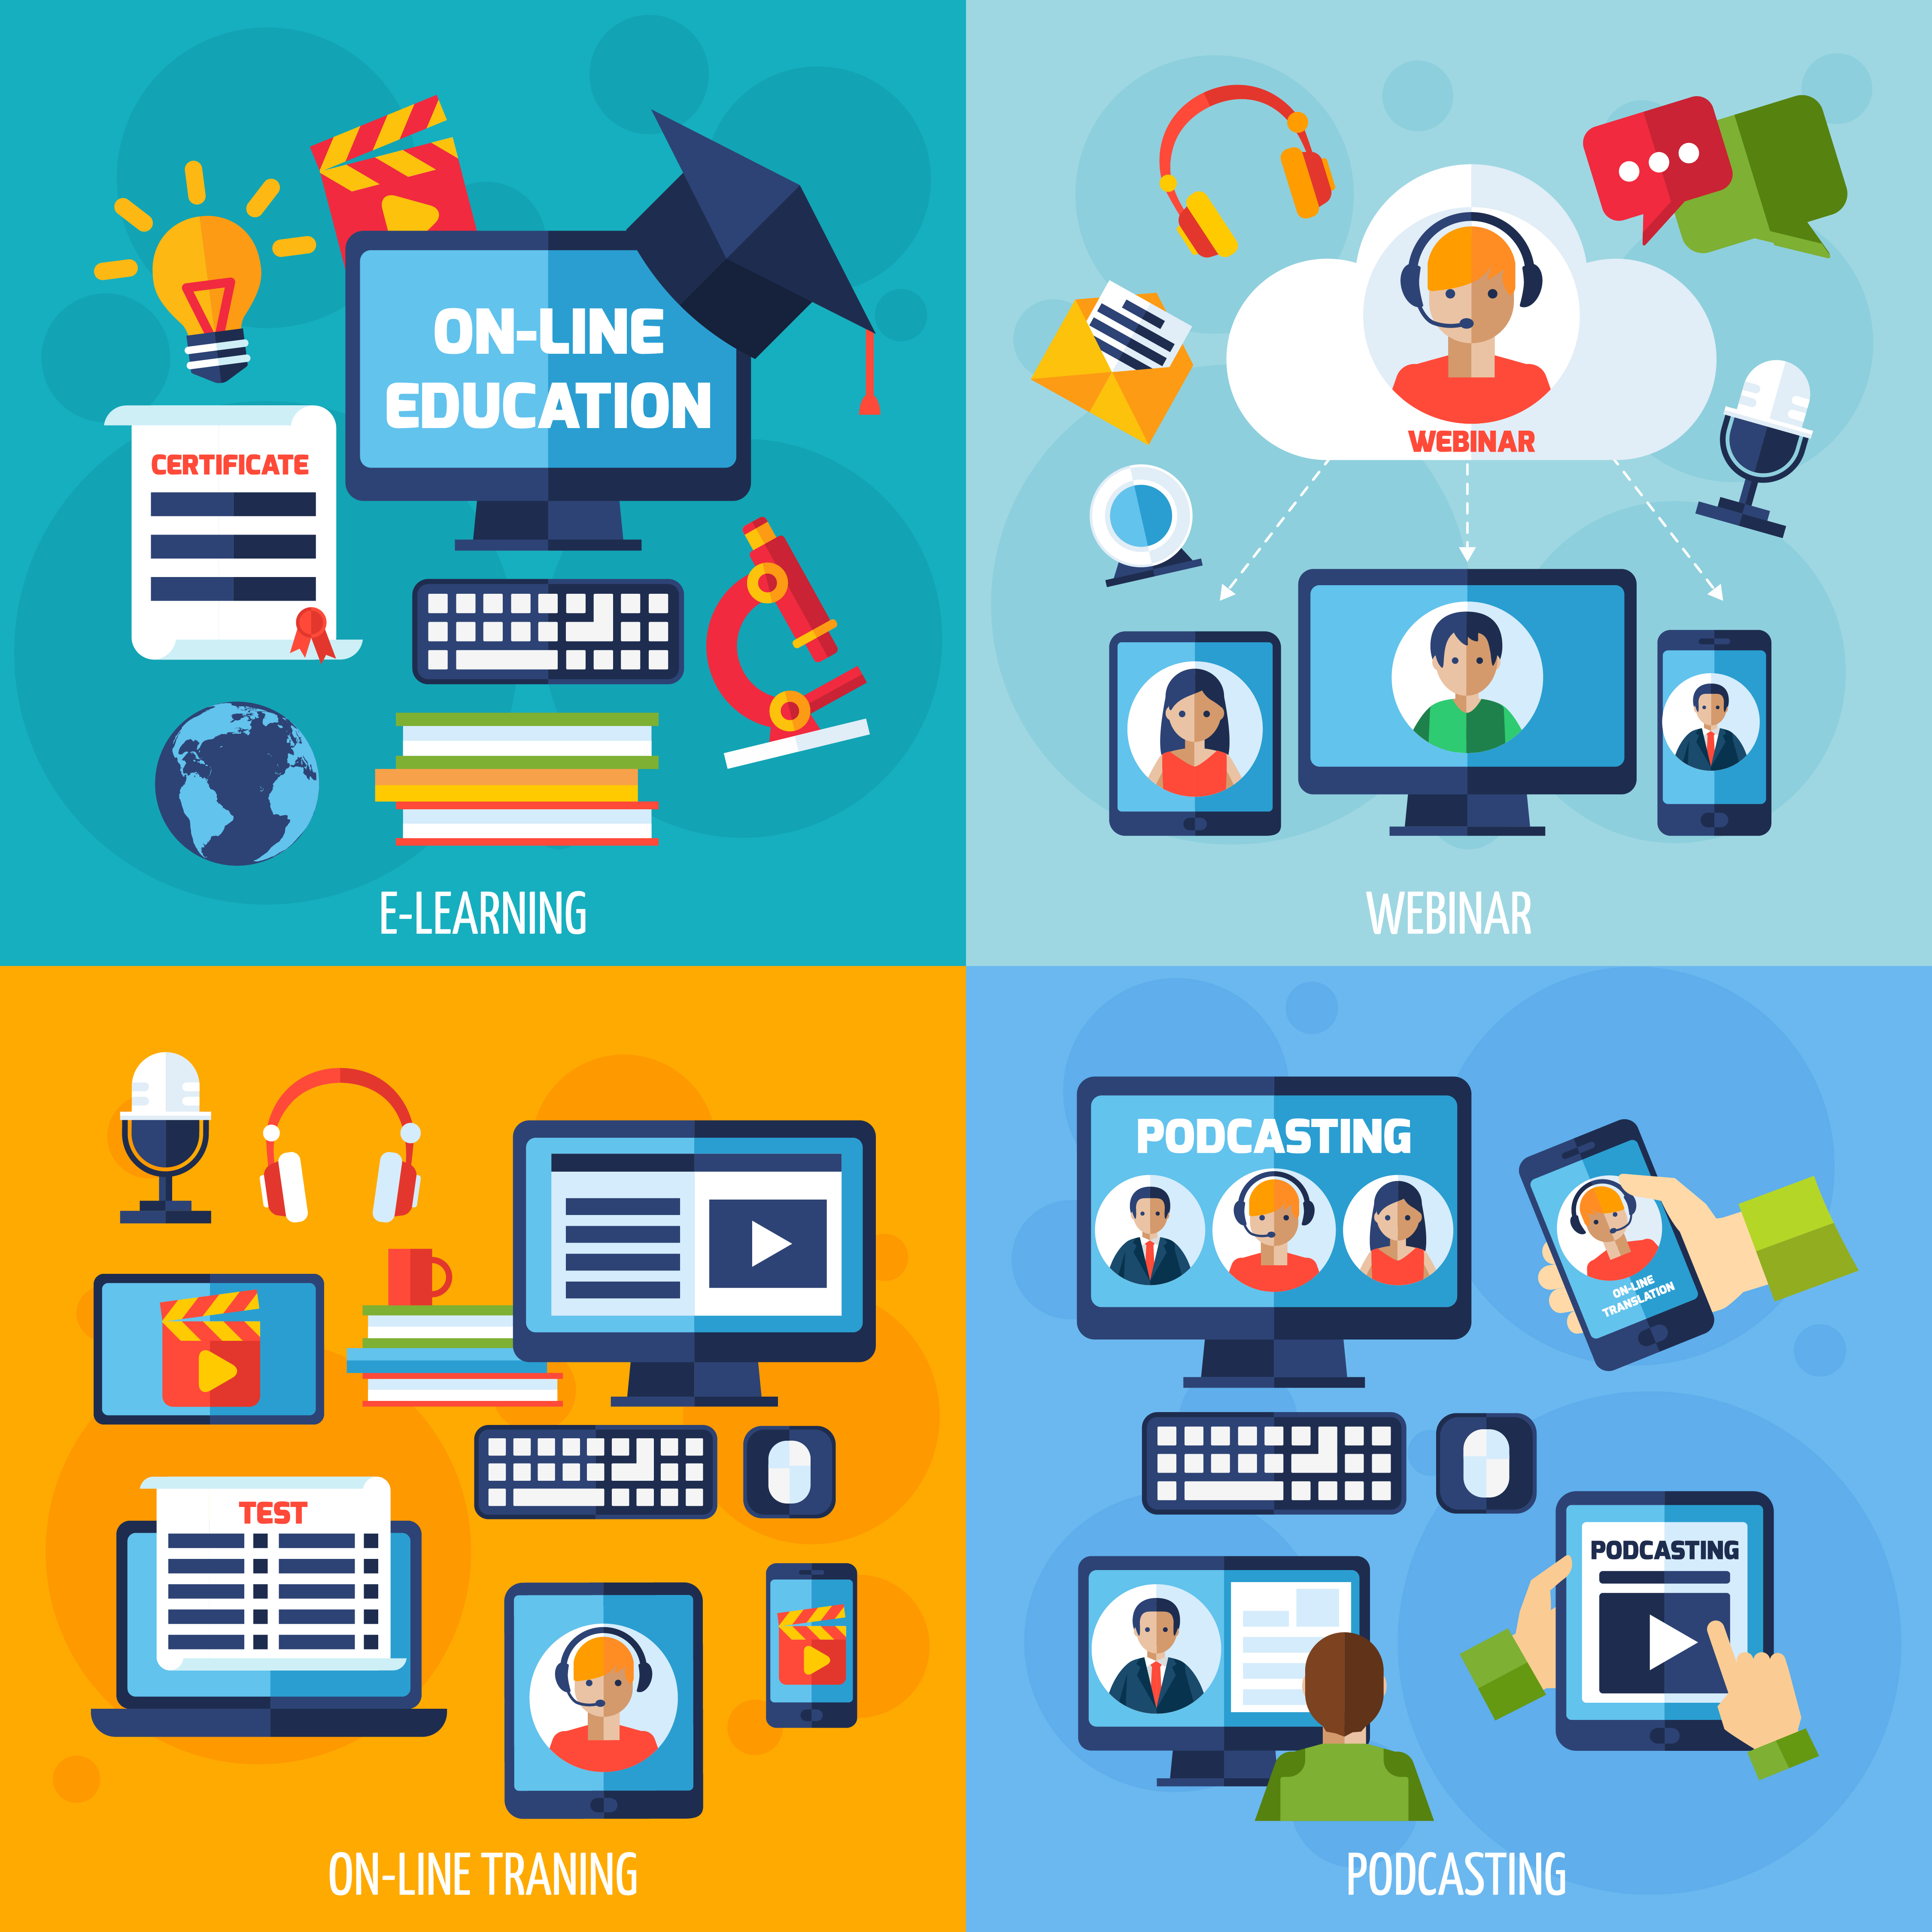 ON-LINE
EDUCATION
CERTIFICATE
E-LEARNING
WEBINAR
WEBINAR
TEST
ON-LINE TRANING
PODCASTING
ON-LINE
TRANSLATION
PODCASTING
PODCASTING